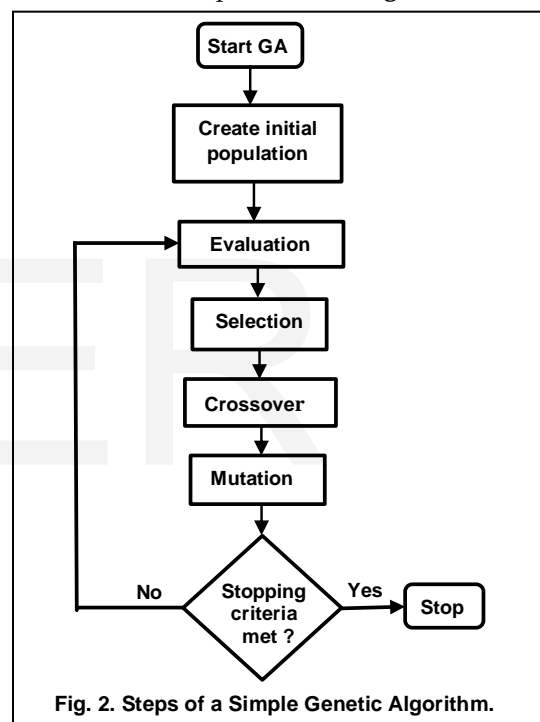 Start GA
Create initial
population
Evaluation
Selection
Crossover
Mutation
No
Stopping
criteria
met ?
Yes
Stop
Fig. 2. Steps of a Simple Genetic Algorithm.